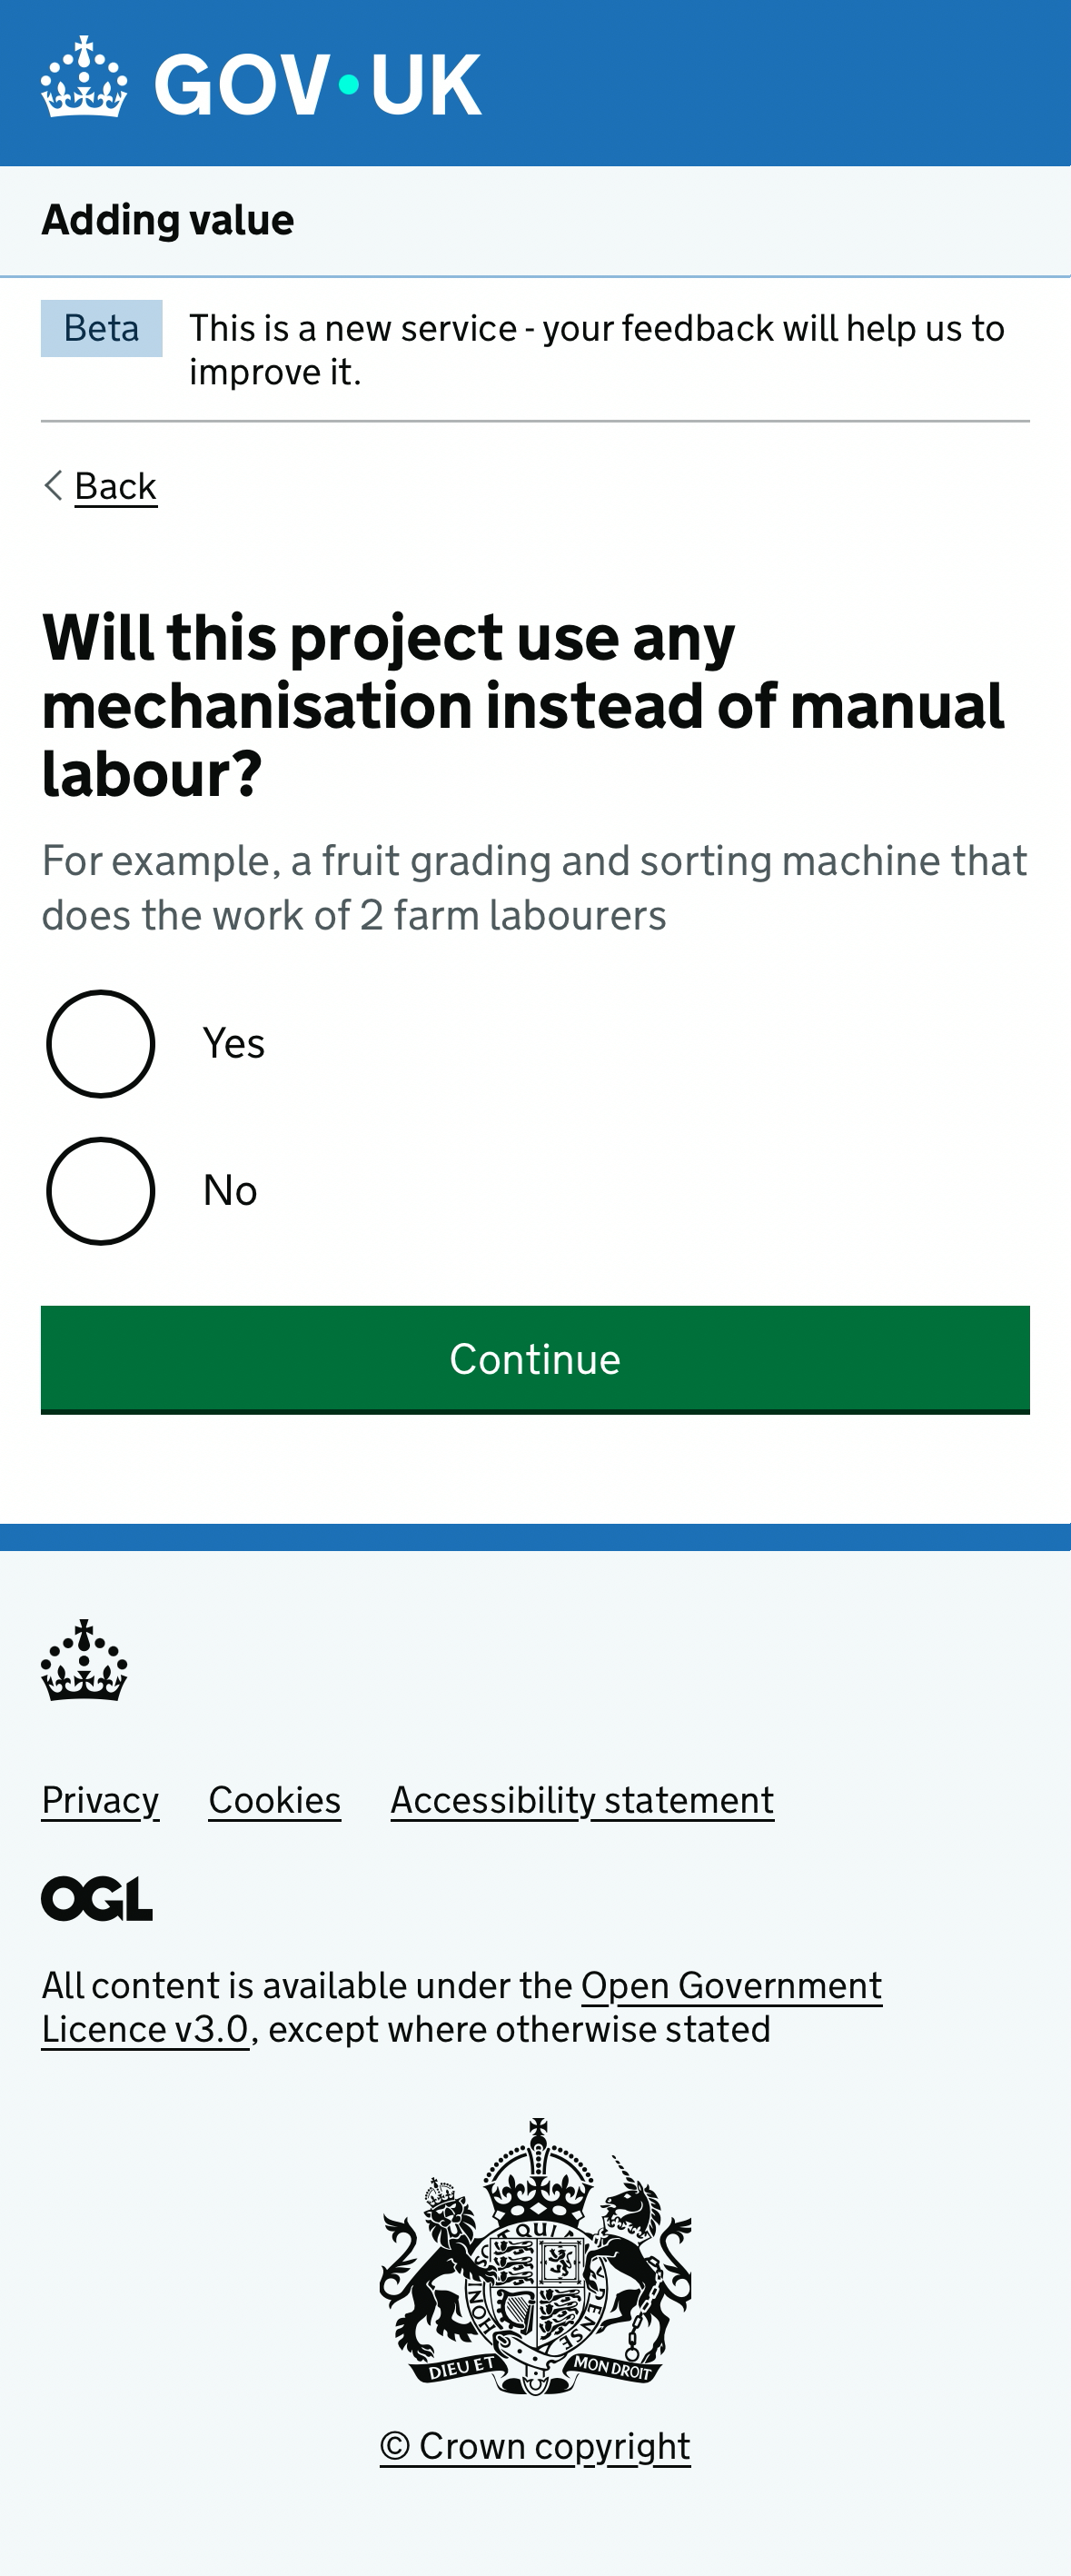 GOV·UK
Adding value
Beta
This is a new service - your feedback will help us to
improve it.
Back
Will this project use any
mechanisation instead of manual
labour?
For example, a fruit grading and sorting machine that
does the work of 2 farm labourers
Yes
No
Continue
Privacy Cookies Accessibility statement
OGL
All content is available under the Open Government
Licence v3.0, except where otherwise stated
QUI
HONI
PENSE
DIEU ET MON DROIT
© Crown copyright